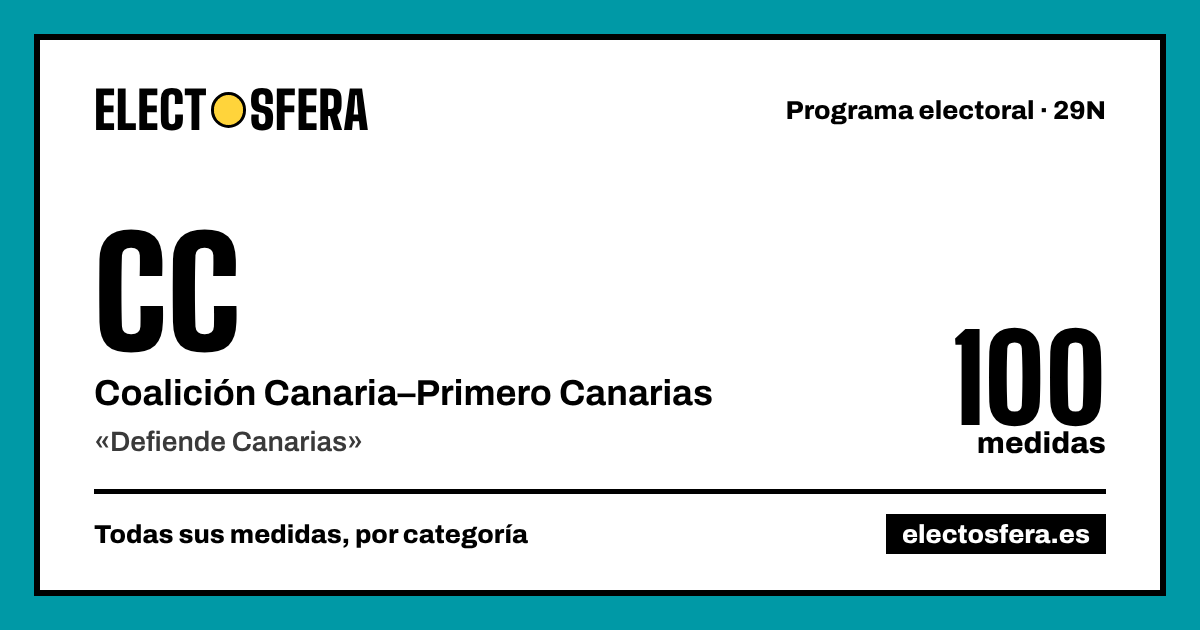 ELECTOSFERA
Programa electoral · 29N
CC
Coalición Canaria–Primero Canarias
«Defiende Canarias»
100
medidas
Todas sus medidas, por categoría
electosfera.es